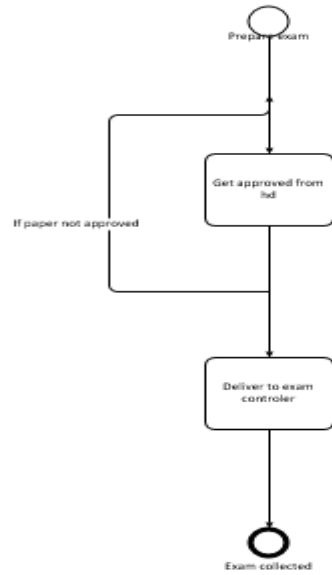 Prepare exam
Get approved from
hd
If paper not approved
Deliver to exam
controler
Exam collected